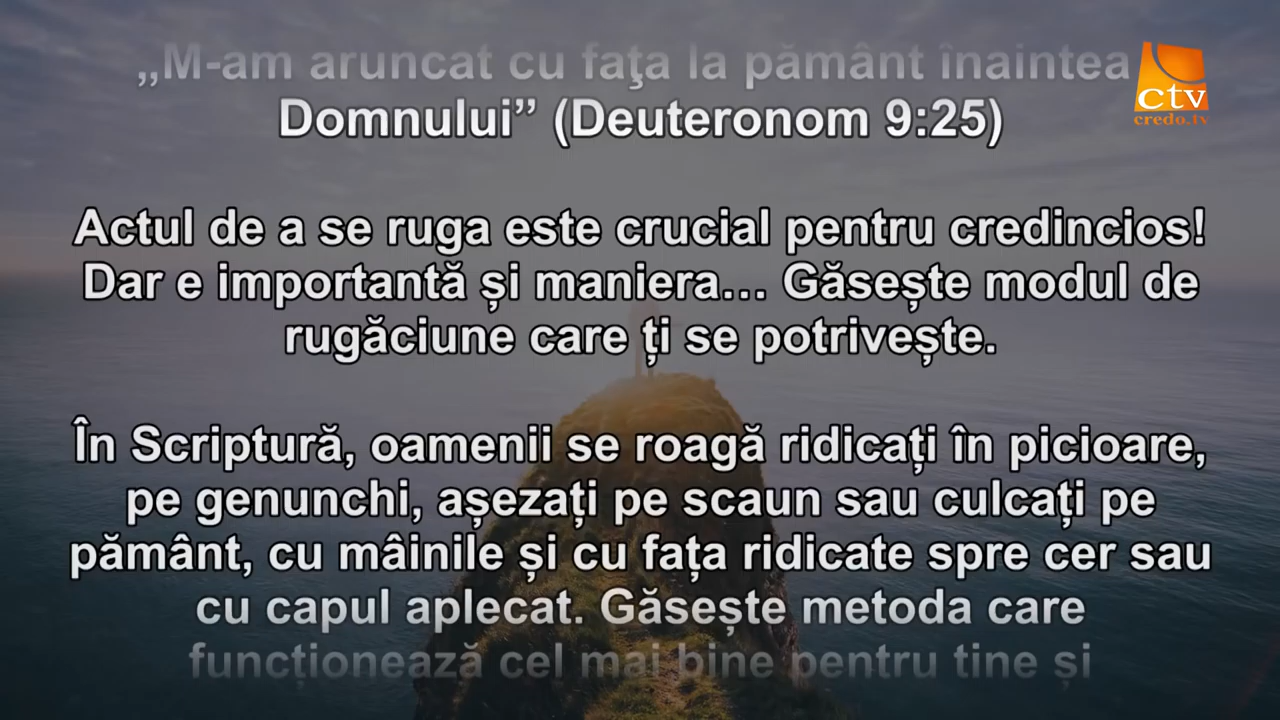 „M-am aruncat cu faţa la pământ înaintea
Domnului” (Deuteronom 9:25)
Actul de a se ruga este crucial pentru credincios!
Dar e importantă și maniera… Găsește modul de
rugăciune care ți se potrivește.
În Scriptură, oamenii se roagă ridicați în picioare,
pe genunchi, așezați pe scaun sau culcați pe
pământ, cu mâinile și cu fața ridicate spre cer sau
cu capul aplecat. Găsește metoda care
funcționează cel mai bine pentru tine și
ctv
credo.tv